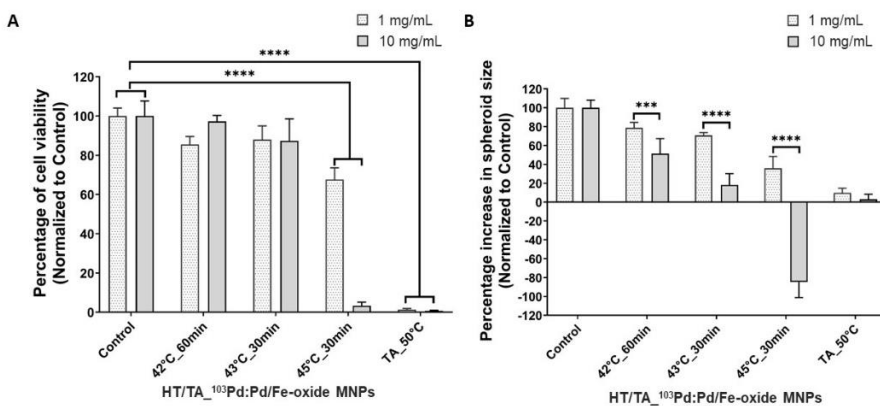 A
1 mg/mL
10 mg/mL
****
****
Percentage of cell viability
(Normalized to Control)
120
100
80
60
40
20
0
Control
42°C_60min
43°C_30min
45°C_30min
TA_50°C
HT/TA_¹⁰³Pd:Pd/Fe-oxide MNPs
B
1 mg/mL
10 mg/mL
***
****
****
Percentage increase in spheroid size
(Normalized to Control)
120
100
80
60
40
20
0
-20
-40
-60
-80
-100
-120
Control
42°C_60min
43°C_30min
45°C_30min
TA_50°C
HT/TA_¹⁰³Pd:Pd/Fe-oxide MNPs